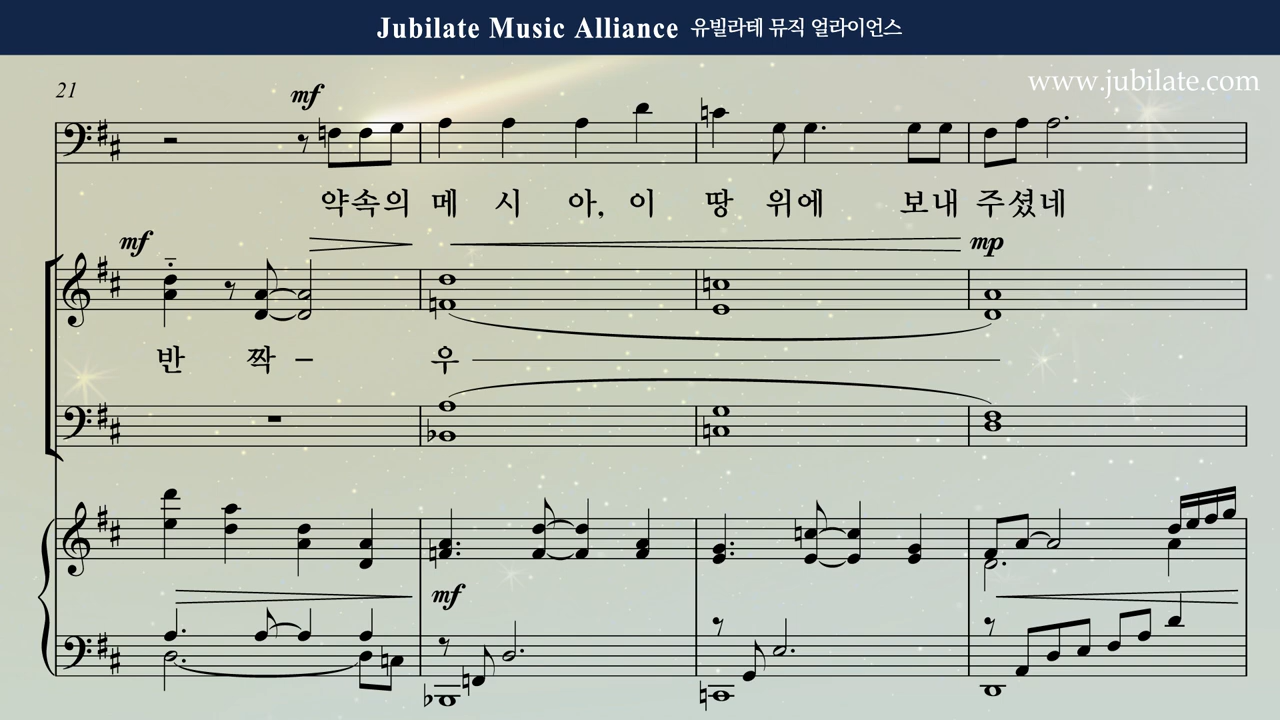 Jubilate Music Alliance 유빌라테 뮤직 얼라이언스
www.jubilate.com
21
mf
약속의 메 시 아, 이 땅 위에 보내 주셨네
mf mp
반 짝 – 우
mf